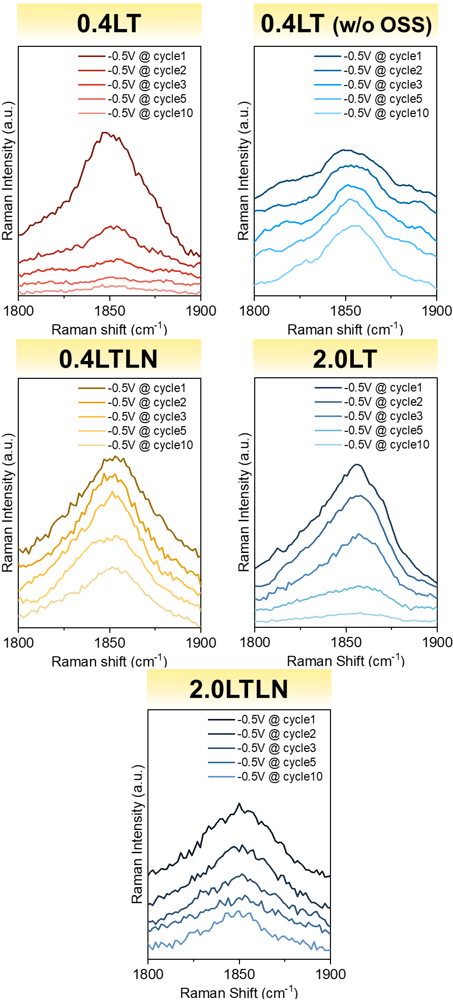 0.4LT
-0.5V @ cycle1
-0.5V @ cycle2
-0.5V @ cycle3
-0.5V @ cycle5
-0.5V @ cycle10
Raman Intensity (a.u.)
1800 1850 1900
Raman shift (cm⁻¹)
0.4LT (w/o OSS)
-0.5V @ cycle1
-0.5V @ cycle2
-0.5V @ cycle3
-0.5V @ cycle5
-0.5V @ cycle10
Raman Intensity (a.u.)
1800 1850 1900
Raman shift (cm⁻¹)
0.4LTLN
-0.5V @ cycle1
-0.5V @ cycle2
-0.5V @ cycle3
-0.5V @ cycle5
-0.5V @ cycle10
Raman Intensity (a.u.)
1800 1850 1900
Raman shift (cm⁻¹)
2.0LT
-0.5V @ cycle1
-0.5V @ cycle2
-0.5V @ cycle3
-0.5V @ cycle5
-0.5V @ cycle10
Raman Intensity (a.u.)
1800 1850 1900
Raman Shift (cm⁻¹)
2.0LTLN
-0.5V @ cycle1
-0.5V @ cycle2
-0.5V @ cycle3
-0.5V @ cycle5
-0.5V @ cycle10
Raman Intensity (a.u.)
1800 1850 1900
Raman Shift (cm⁻¹)